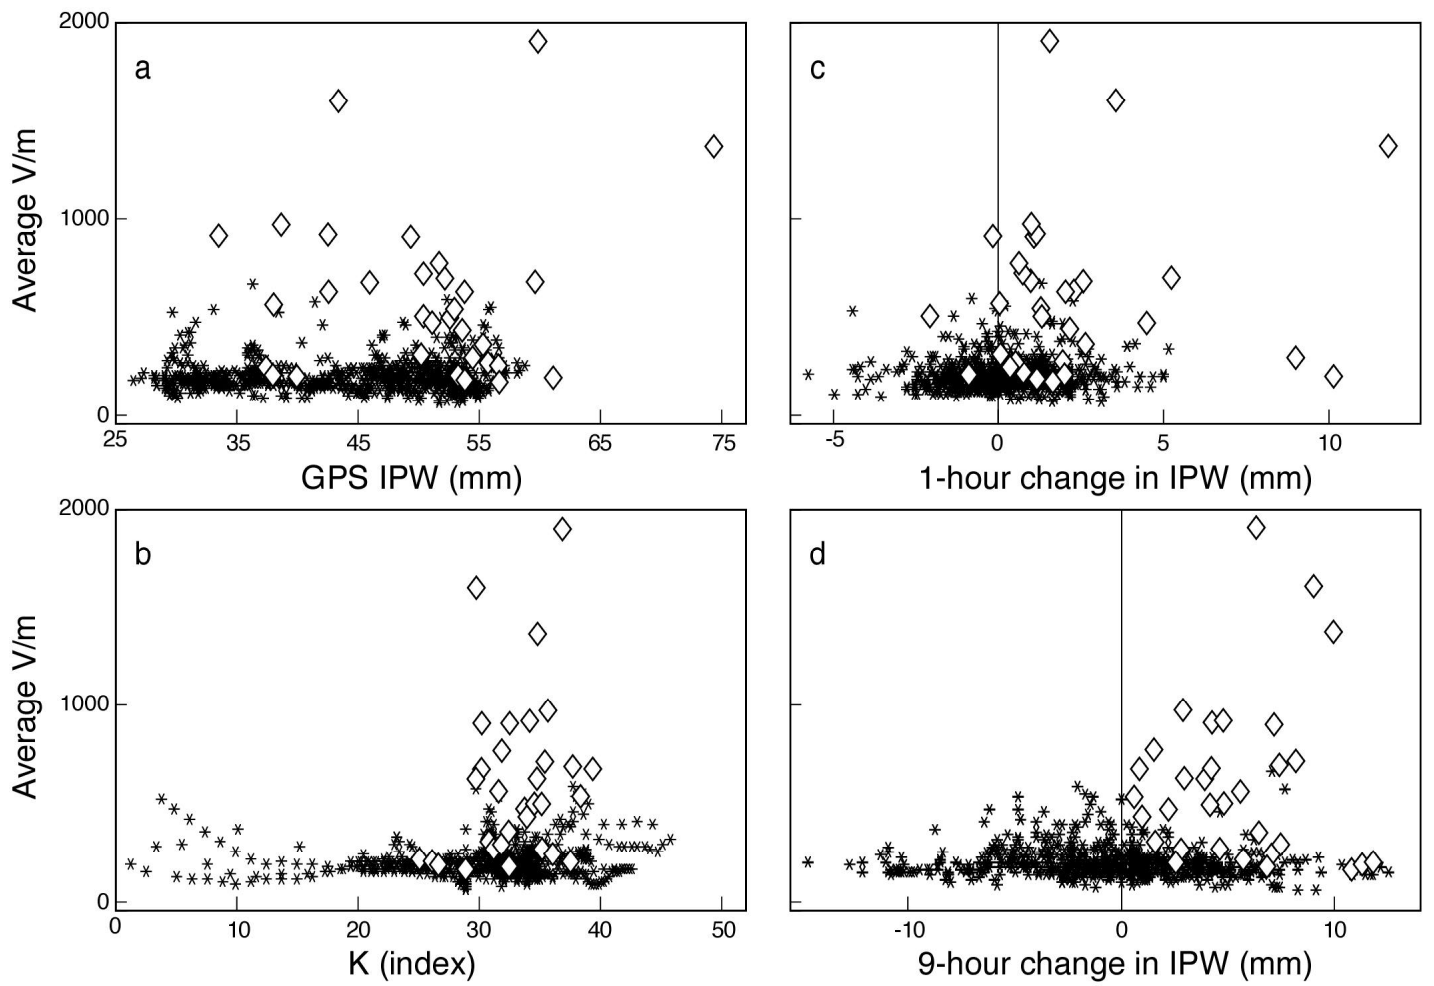 2000
1000
0
Average V/m
a
25 35 45 55 65 75
GPS IPW (mm)
c
-5 0 5 10
1-hour change in IPW (mm)
2000
1000
0
Average V/m
b
0 10 20 30 40 50
K (index)
d
-10 0 10
9-hour change in IPW (mm)